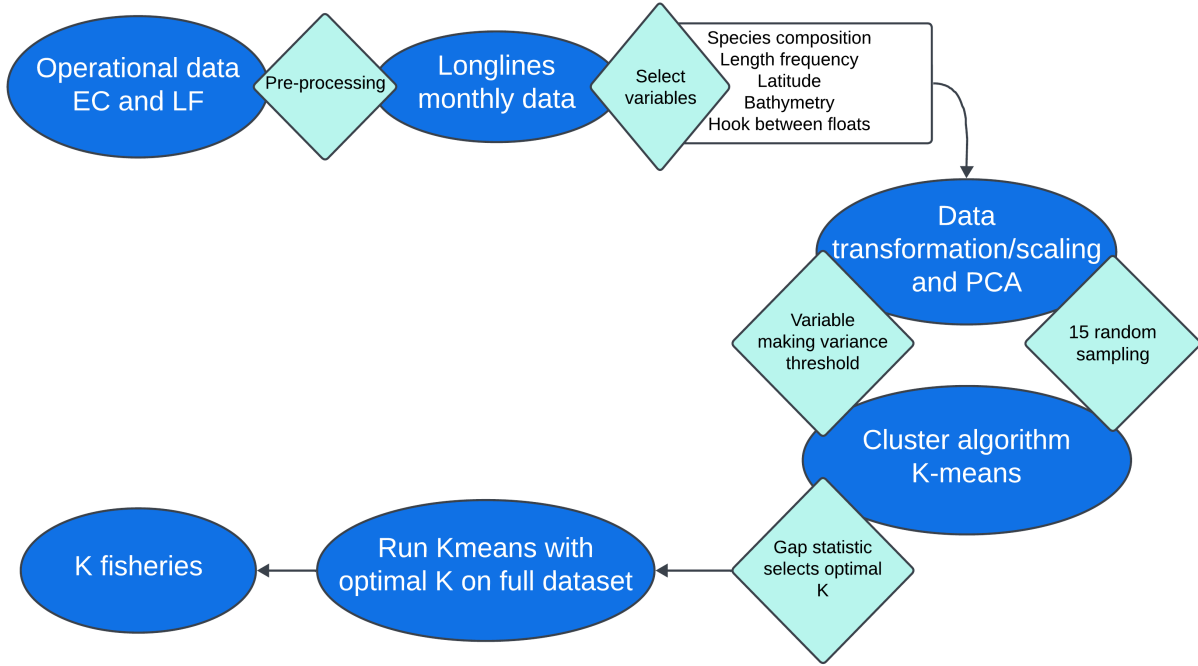 Operational data
EC and LF
Pre-processing
Longlines
monthly data
Select
variables
Species composition
Length frequency
Latitude
Bathymetry
Hook between floats
Data
transformation/scaling
and PCA
Variable
making variance
threshold
15 random
sampling
Cluster algorithm
K-means
Gap statistic
selects optimal
K
Run Kmeans with
optimal K on full dataset
K fisheries